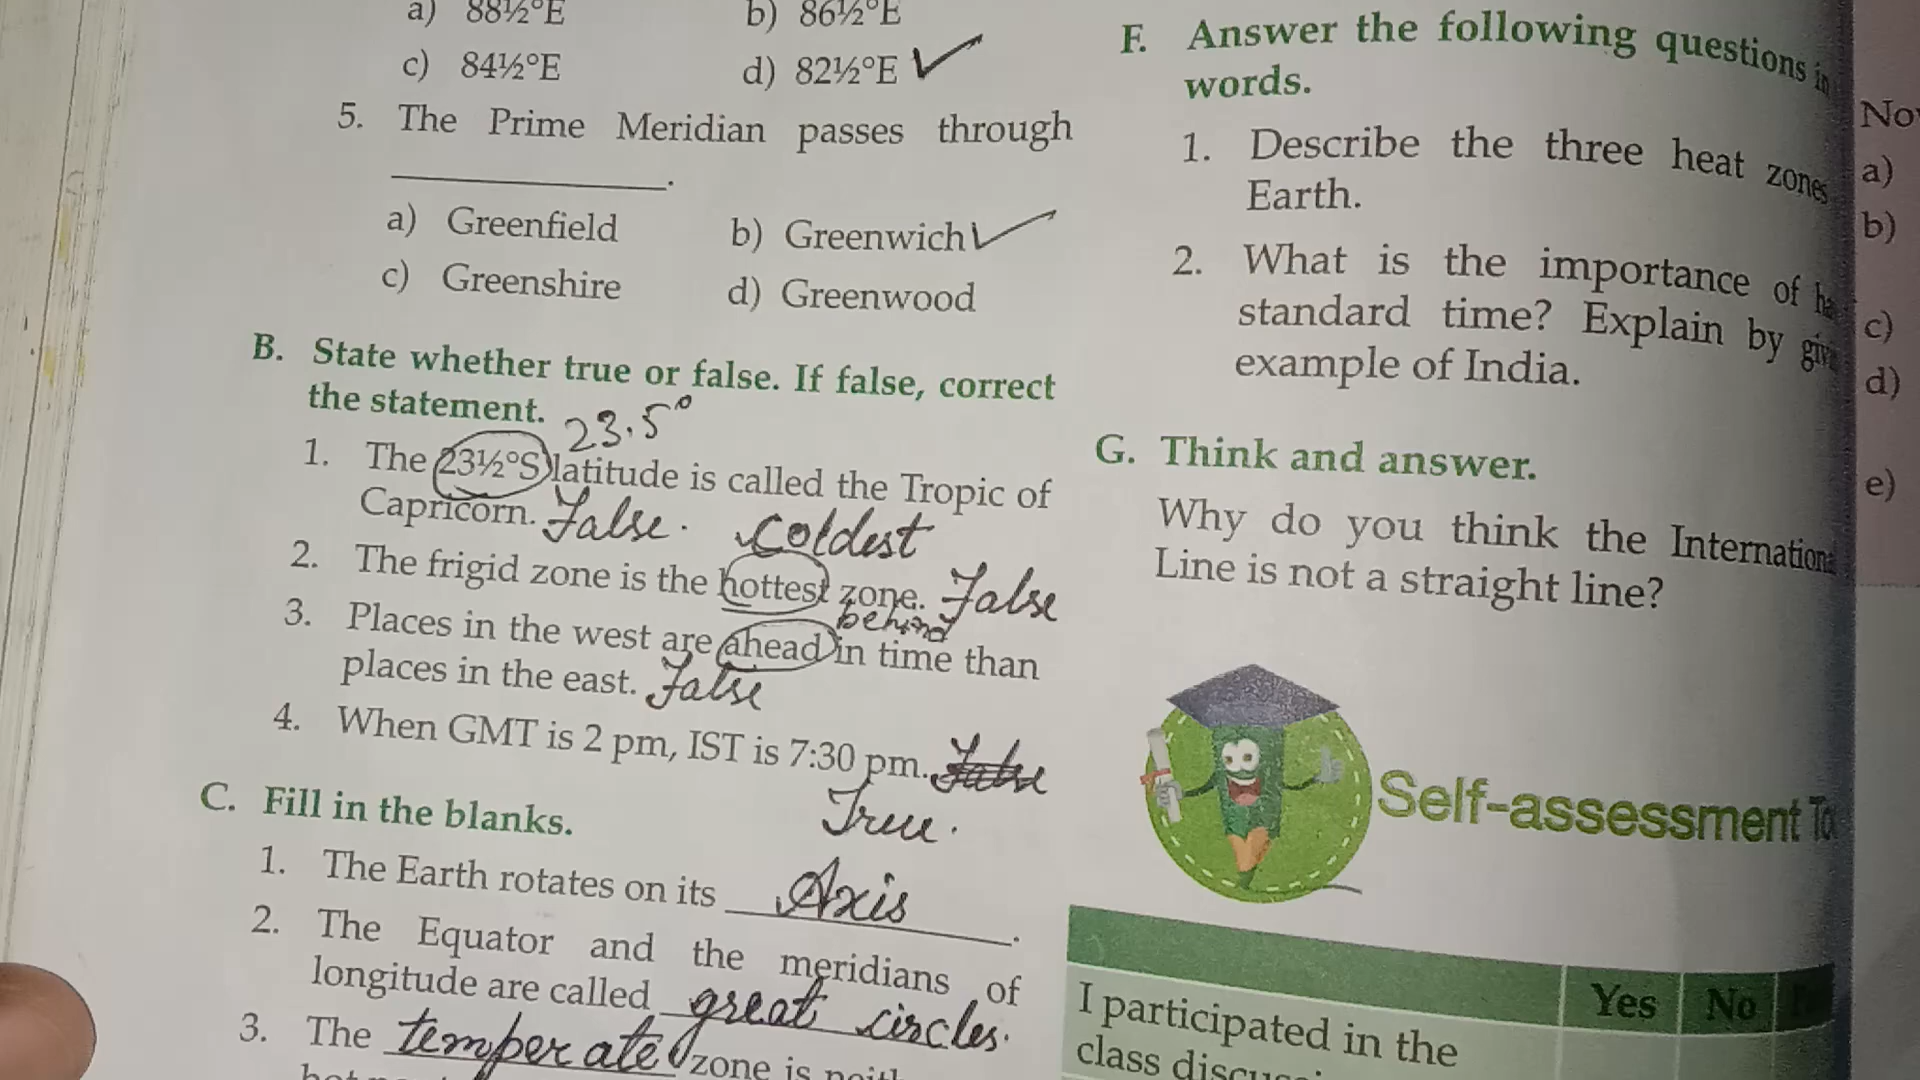 a) 88½°E
b) 86½°E
c) 84½°E
d) 82½°E
5. The Prime Meridian passes through
.
a) Greenfield
b) Greenwich
c) Greenshire
d) Greenwood
B. State whether true or false. If false, correct
the statement.
23.5°
1. The 23½°S latitude is called the Tropic of
Capricorn. False.
coldest
2. The frigid zone is the hottest zone. False
behind
3. Places in the west are ahead in time than
places in the east. False
4. When GMT is 2 pm, IST is 7:30 pm.
True.
C. Fill in the blanks.
1. The Earth rotates on its Axis.
2. The Equator and the meridians of
longitude are called great circles.
3. The temperate zone is
F. Answer the following questions in
words.
1. Describe the three heat zones
Earth.
2. What is the importance of
standard time? Explain by
example of India.
G. Think and answer.
Why do you think the
Line is not a straight line?
Self-assessment
Yes No
I participated in the
class
a)
b)
c)
d)
e)